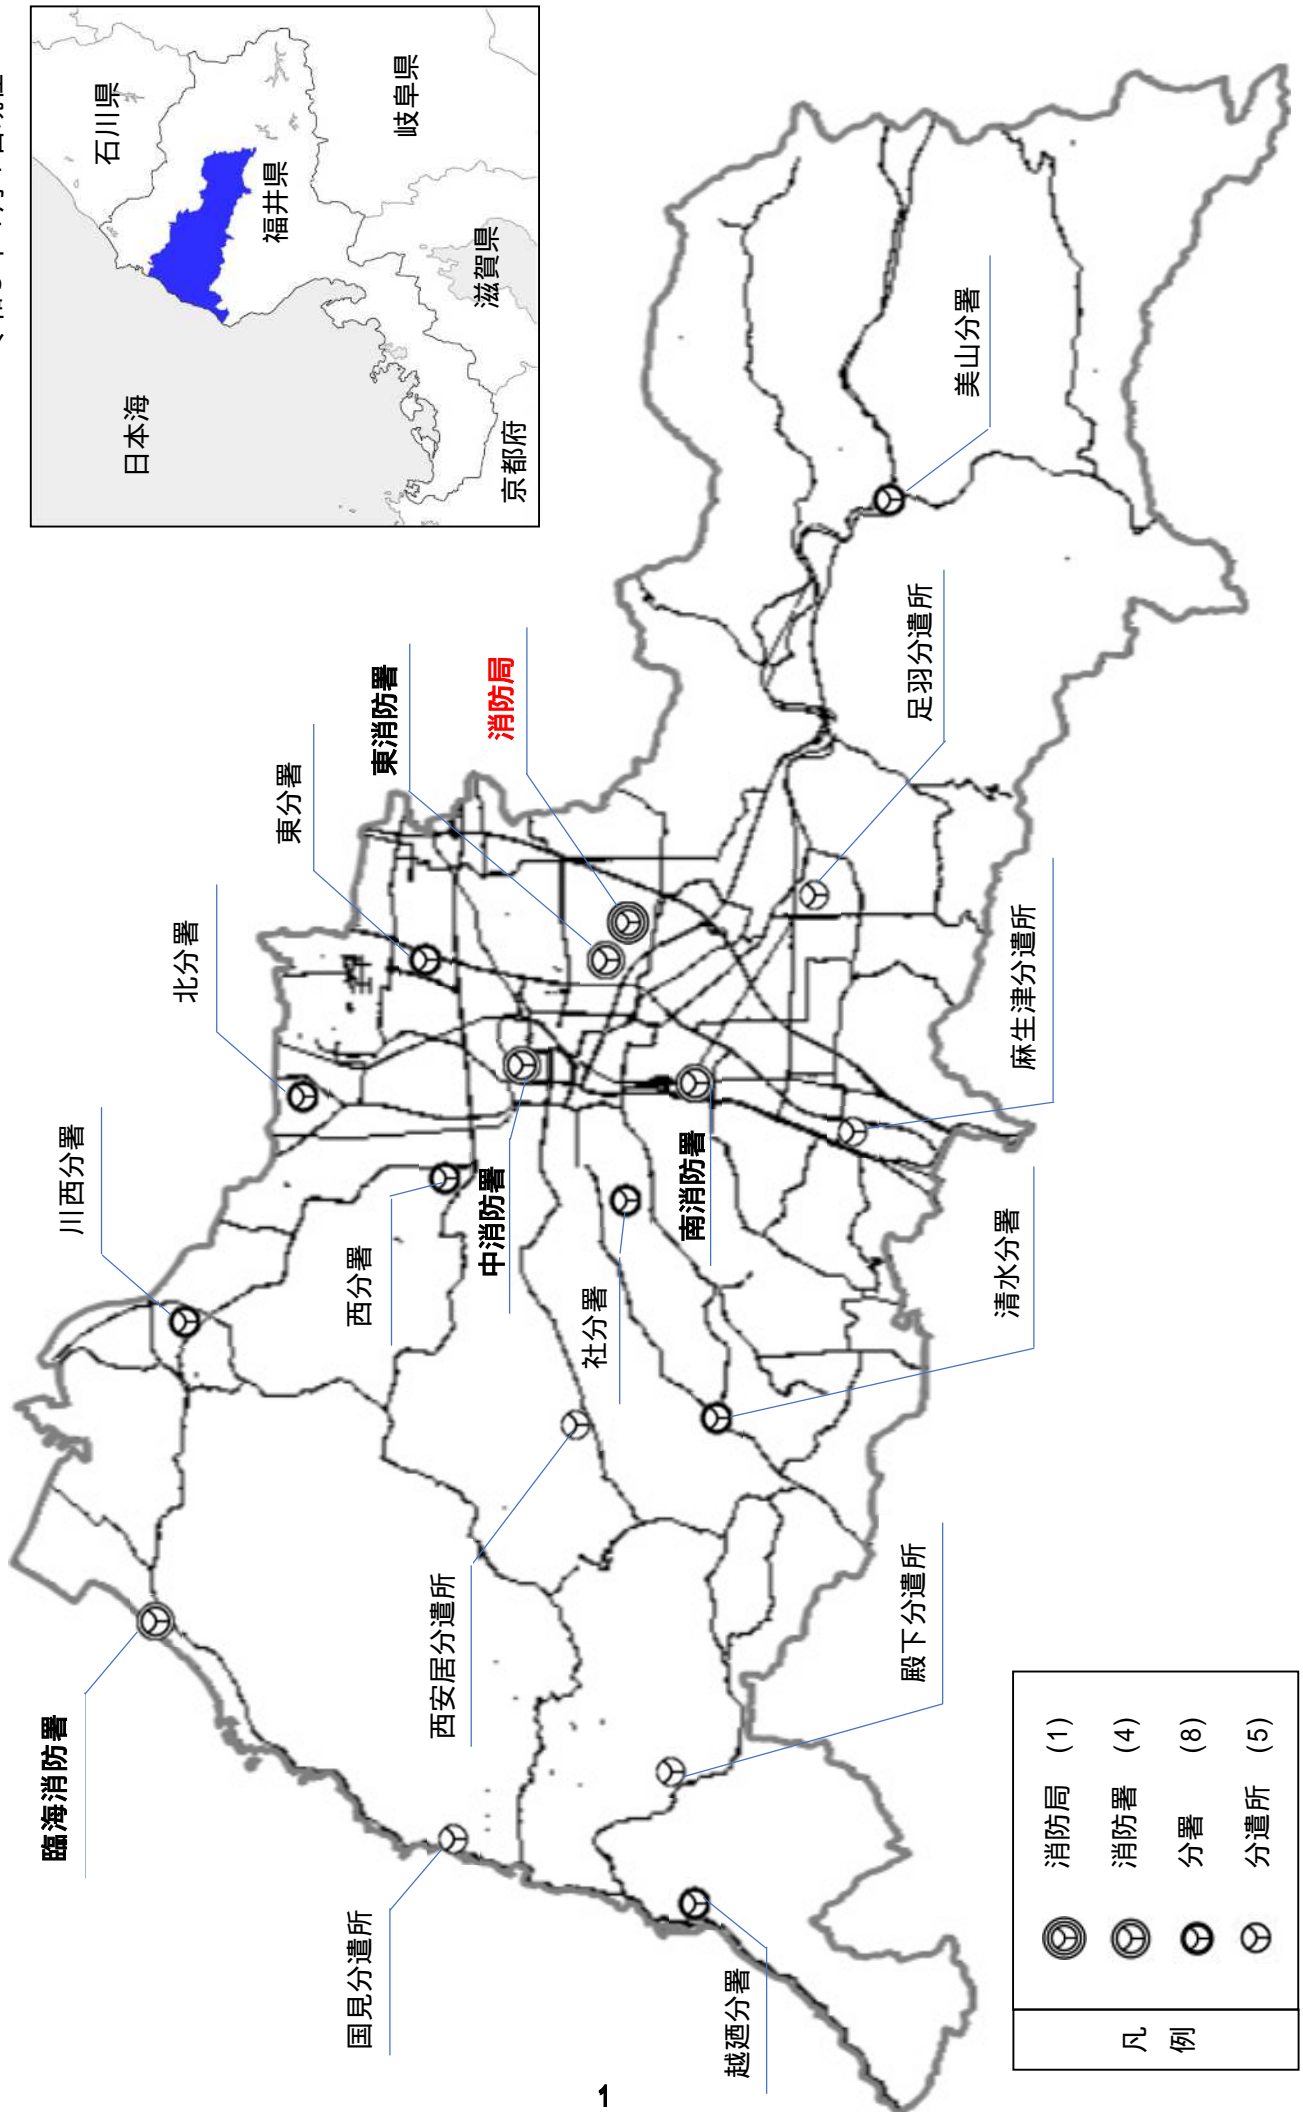 石川県
福井県
岐阜県
滋賀県
京都府
日本海
美山分署
足羽分遣所
消防局
東消防署
東分署
北分署
麻生津分遣所
川西分署
西分署
中消防署
社分署
南消防署
清水分署
臨海消防署
西安居分遣所
殿下分遣所
国見分遣所
越廼分署
凡例
消防局 (1)
消防署 (4)
分署 (8)
分遣所 (5)
1